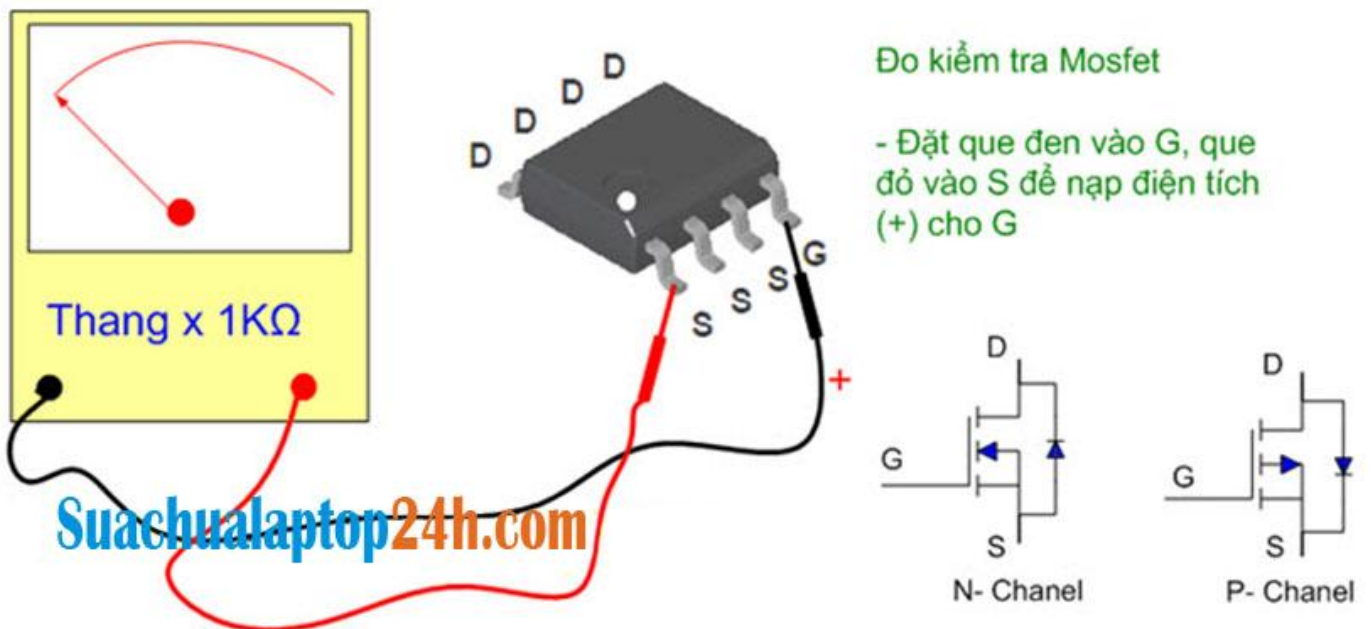 Đo kiểm tra Mosfet
- Đặt que đen vào G, que
đỏ vào S để nạp điện tích
(+) cho G
D
D
D
D
G
S
S
S
+
Thang x 1KΩ
Suachualaptop24h.com
D
G
S
N- Chanel
D
G
S
P- Chanel